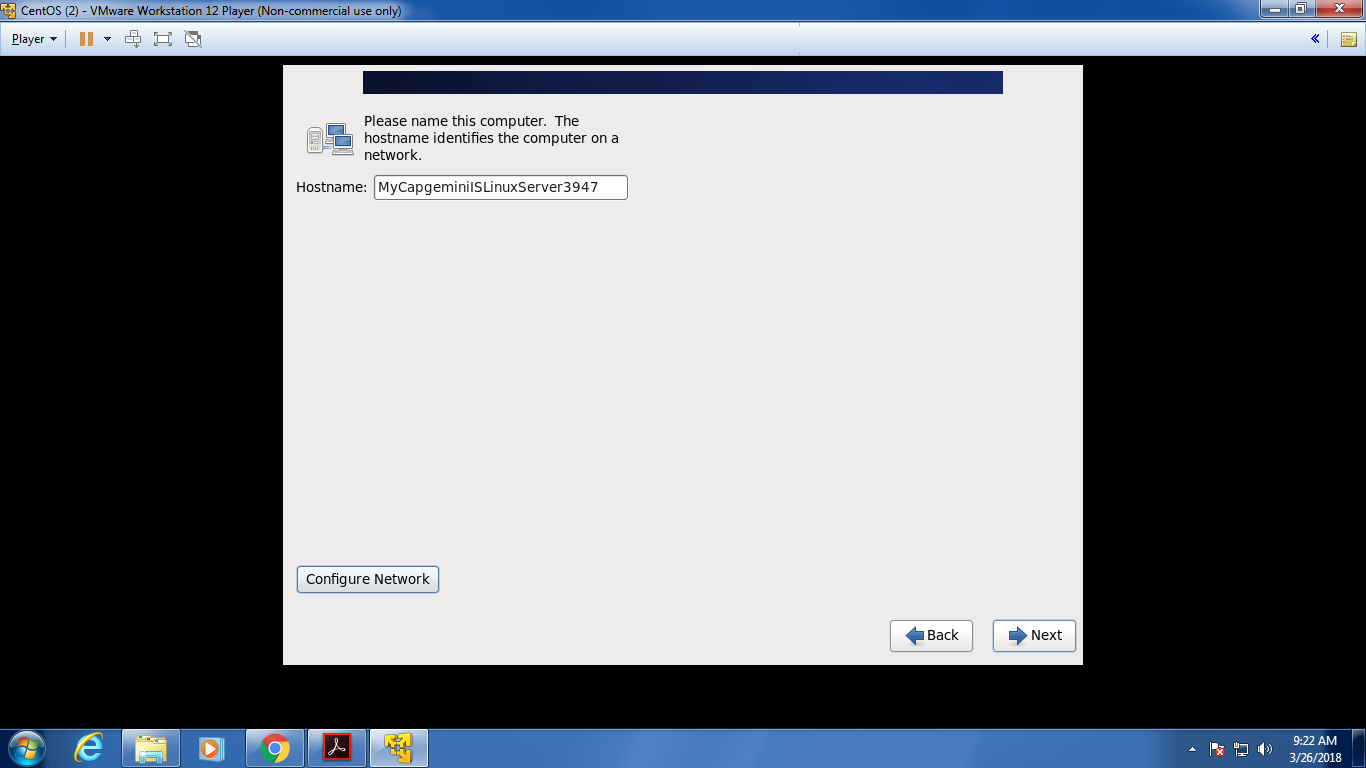 CentOS (2) - VMware Workstation 12 Player (Non-commercial use only)
Player
Please name this computer.  The
hostname identifies the computer on a
network.
Hostname: MyCapgeminiISLinuxServer3947
Configure Network
Back Next
9:22 AM
3/26/2018